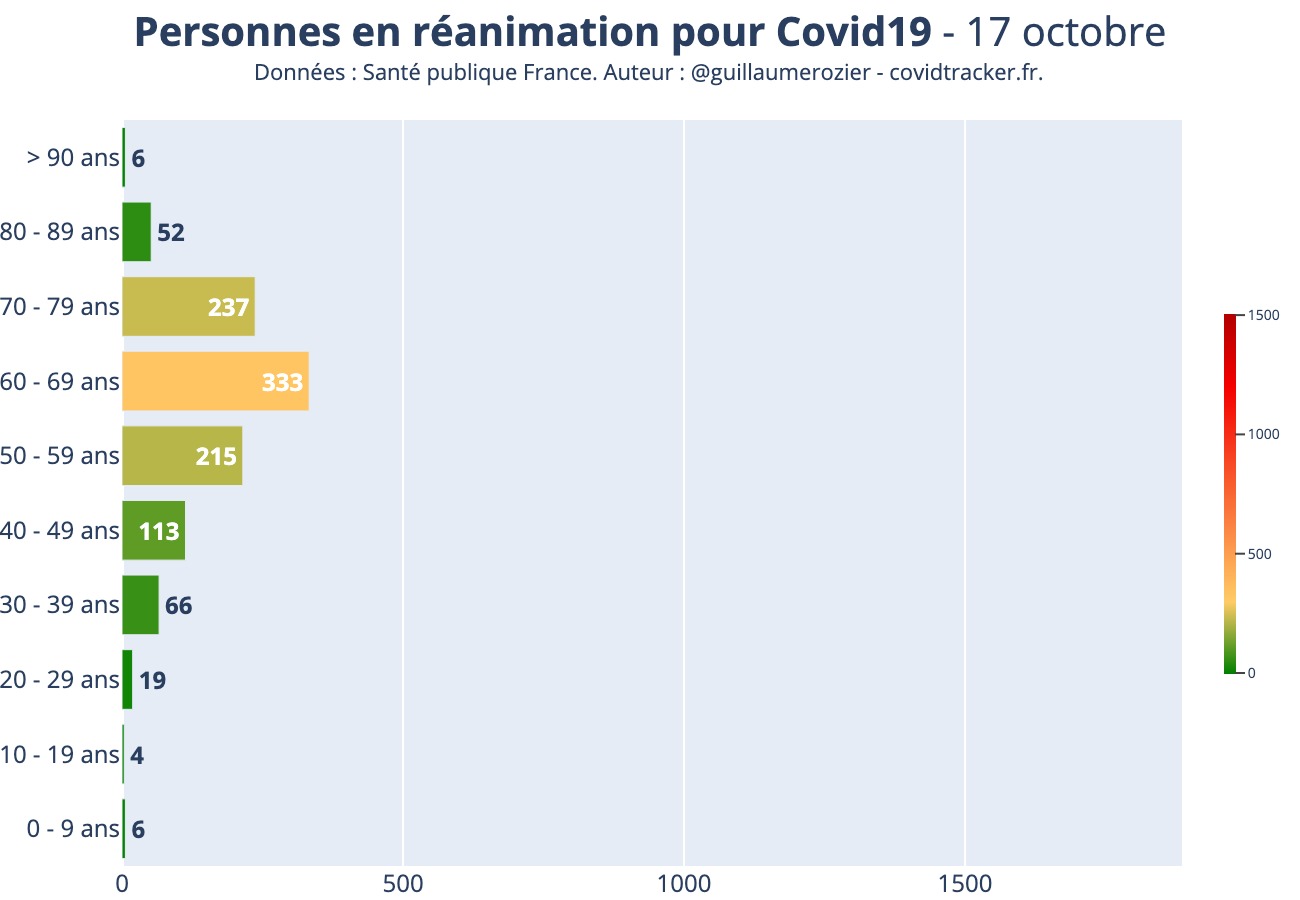 Personnes en réanimation pour Covid19 - 17 octobre
Données : Santé publique France. Auteur : @guillaumerozier - covidtracker.fr.
> 90 ans 6
80 - 89 ans 52
70 - 79 ans 237
60 - 69 ans 333
50 - 59 ans 215
40 - 49 ans 113
30 - 39 ans 66
20 - 29 ans 19
10 - 19 ans 4
0 - 9 ans 6
0 500 1000 1500
1500
1000
500
0